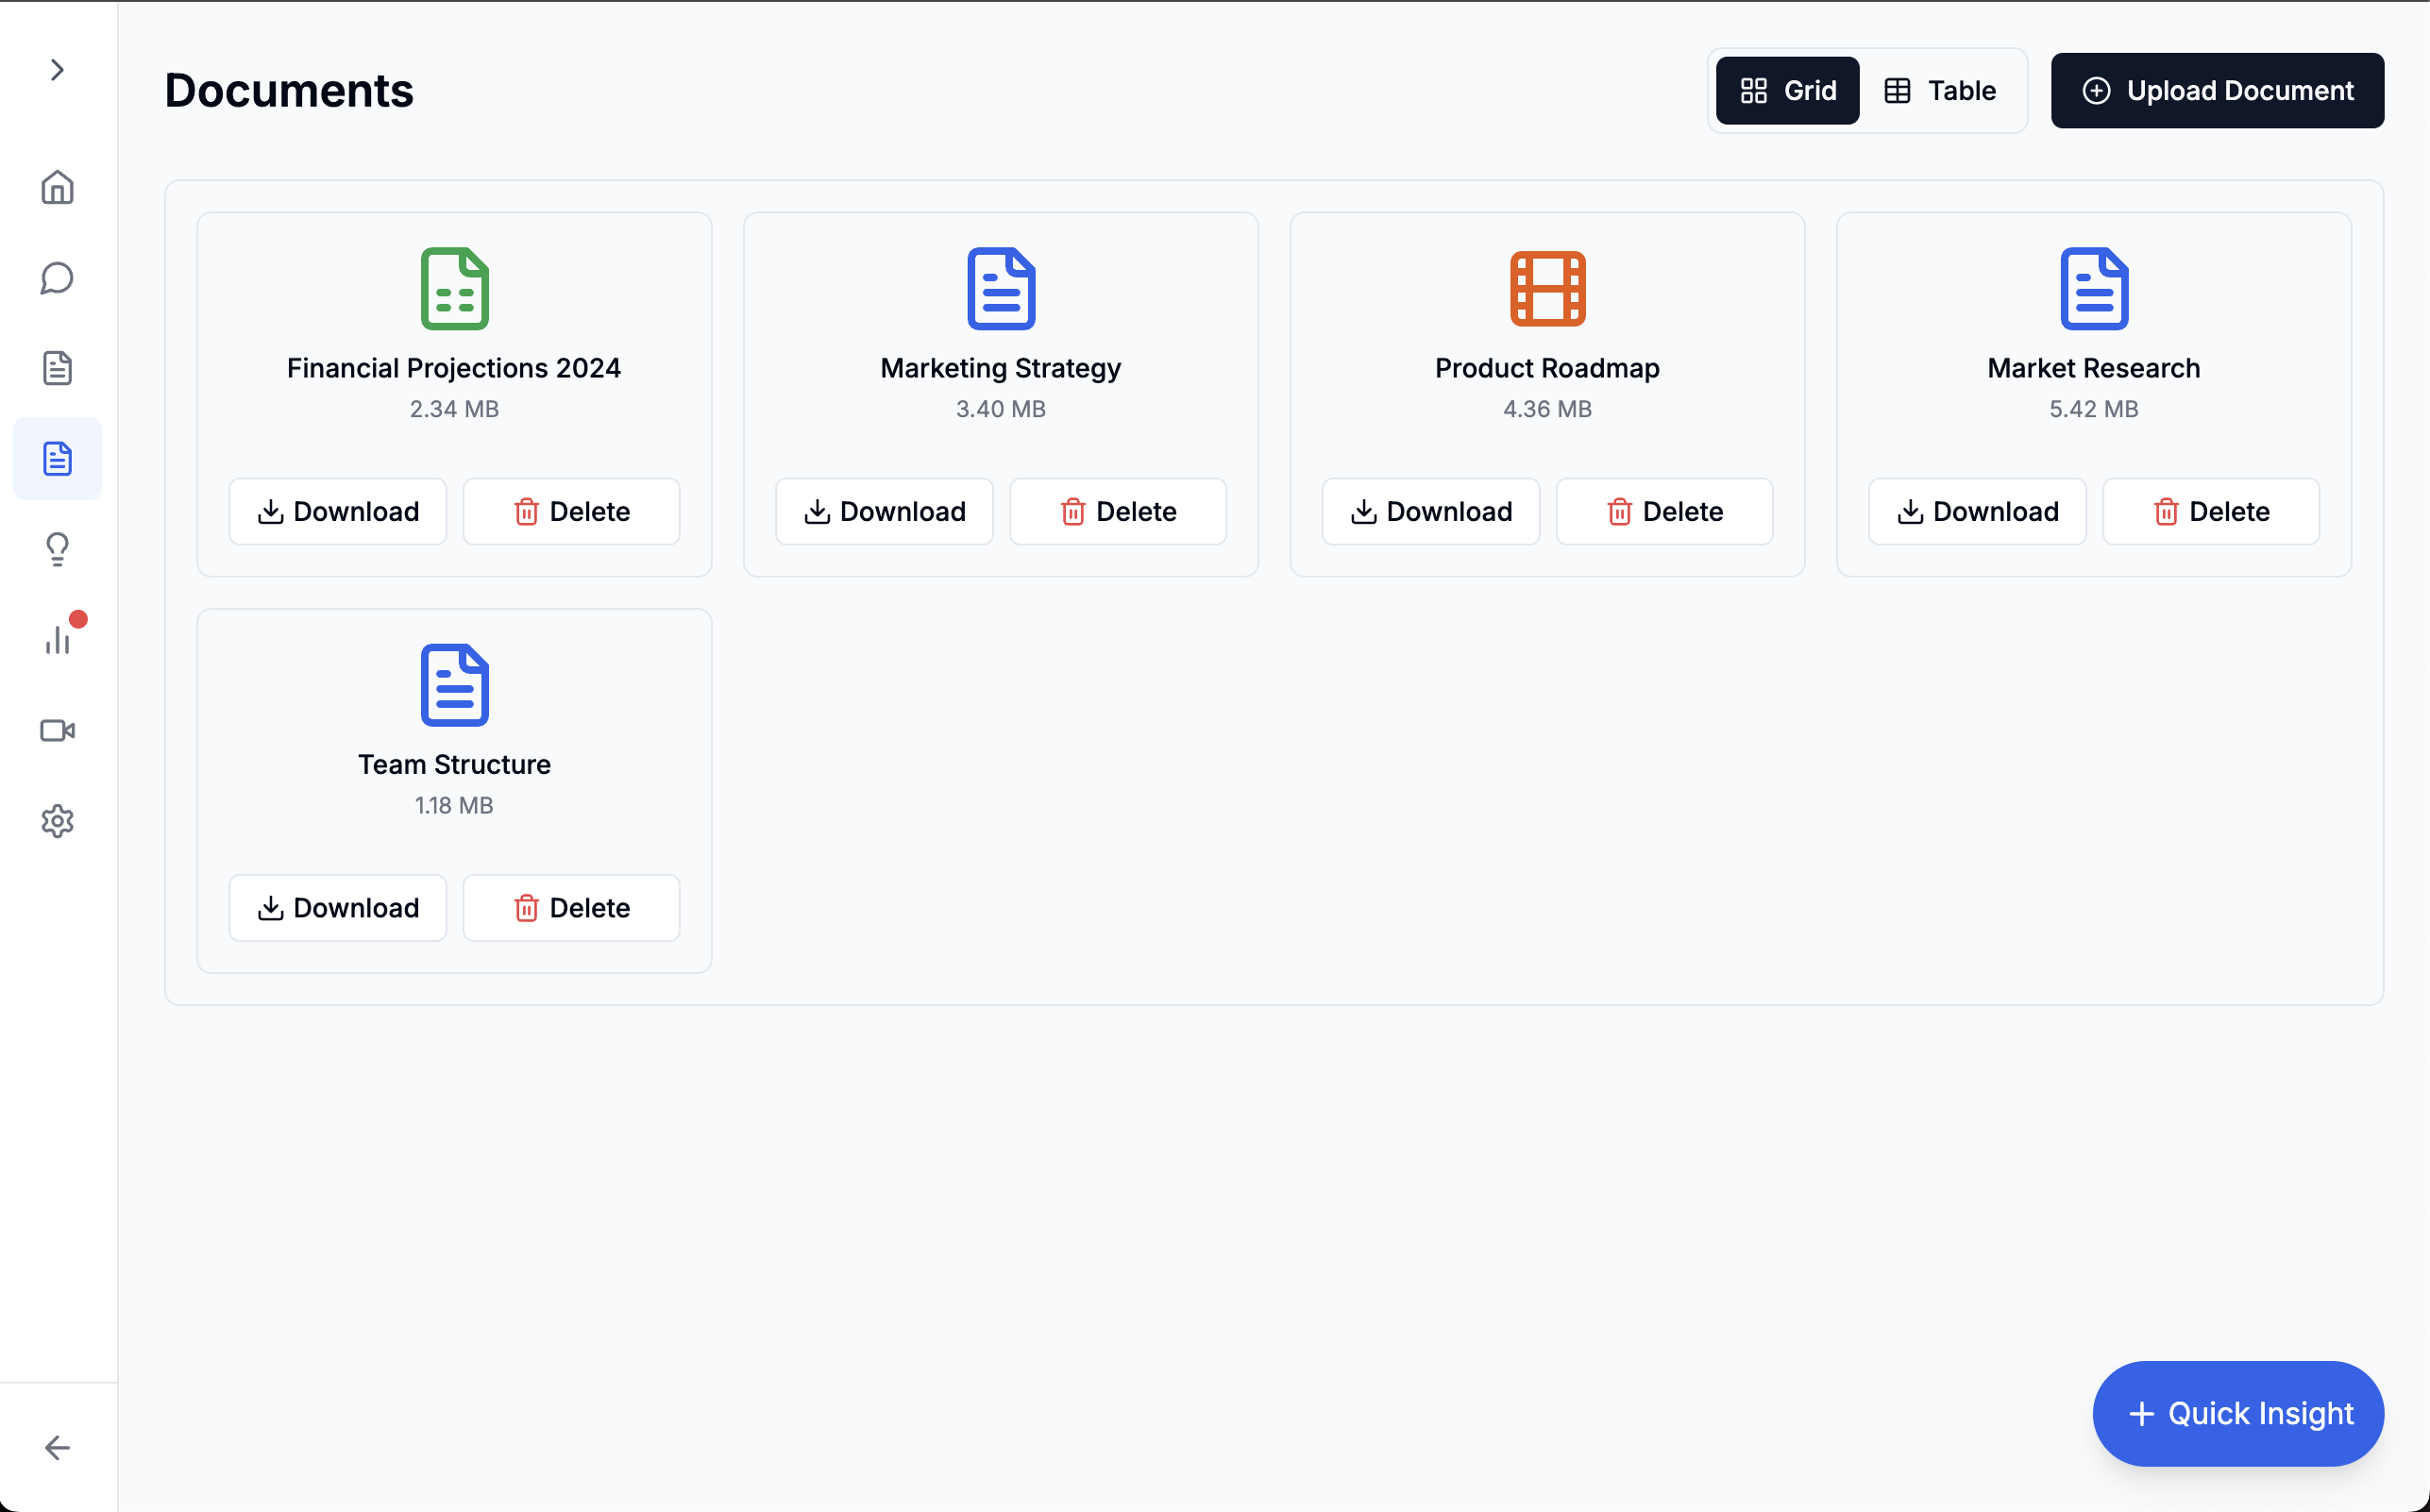 Documents
Grid
Table
Upload Document
Financial Projections 2024
2.34 MB
Download
Delete
Marketing Strategy
3.40 MB
Download
Delete
Product Roadmap
4.36 MB
Download
Delete
Market Research
5.42 MB
Download
Delete
Team Structure
1.18 MB
Download
Delete
Quick Insight